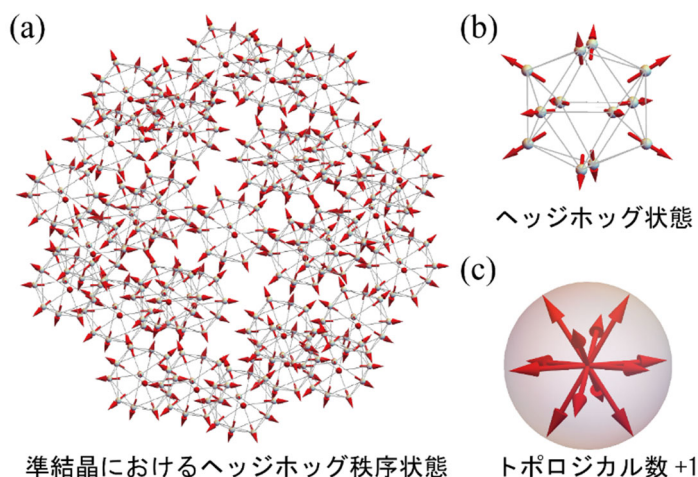 (a)
準結晶におけるヘッジホッグ秩序状態
(b)
ヘッジホッグ状態
(c)
トポロジカル数 +1